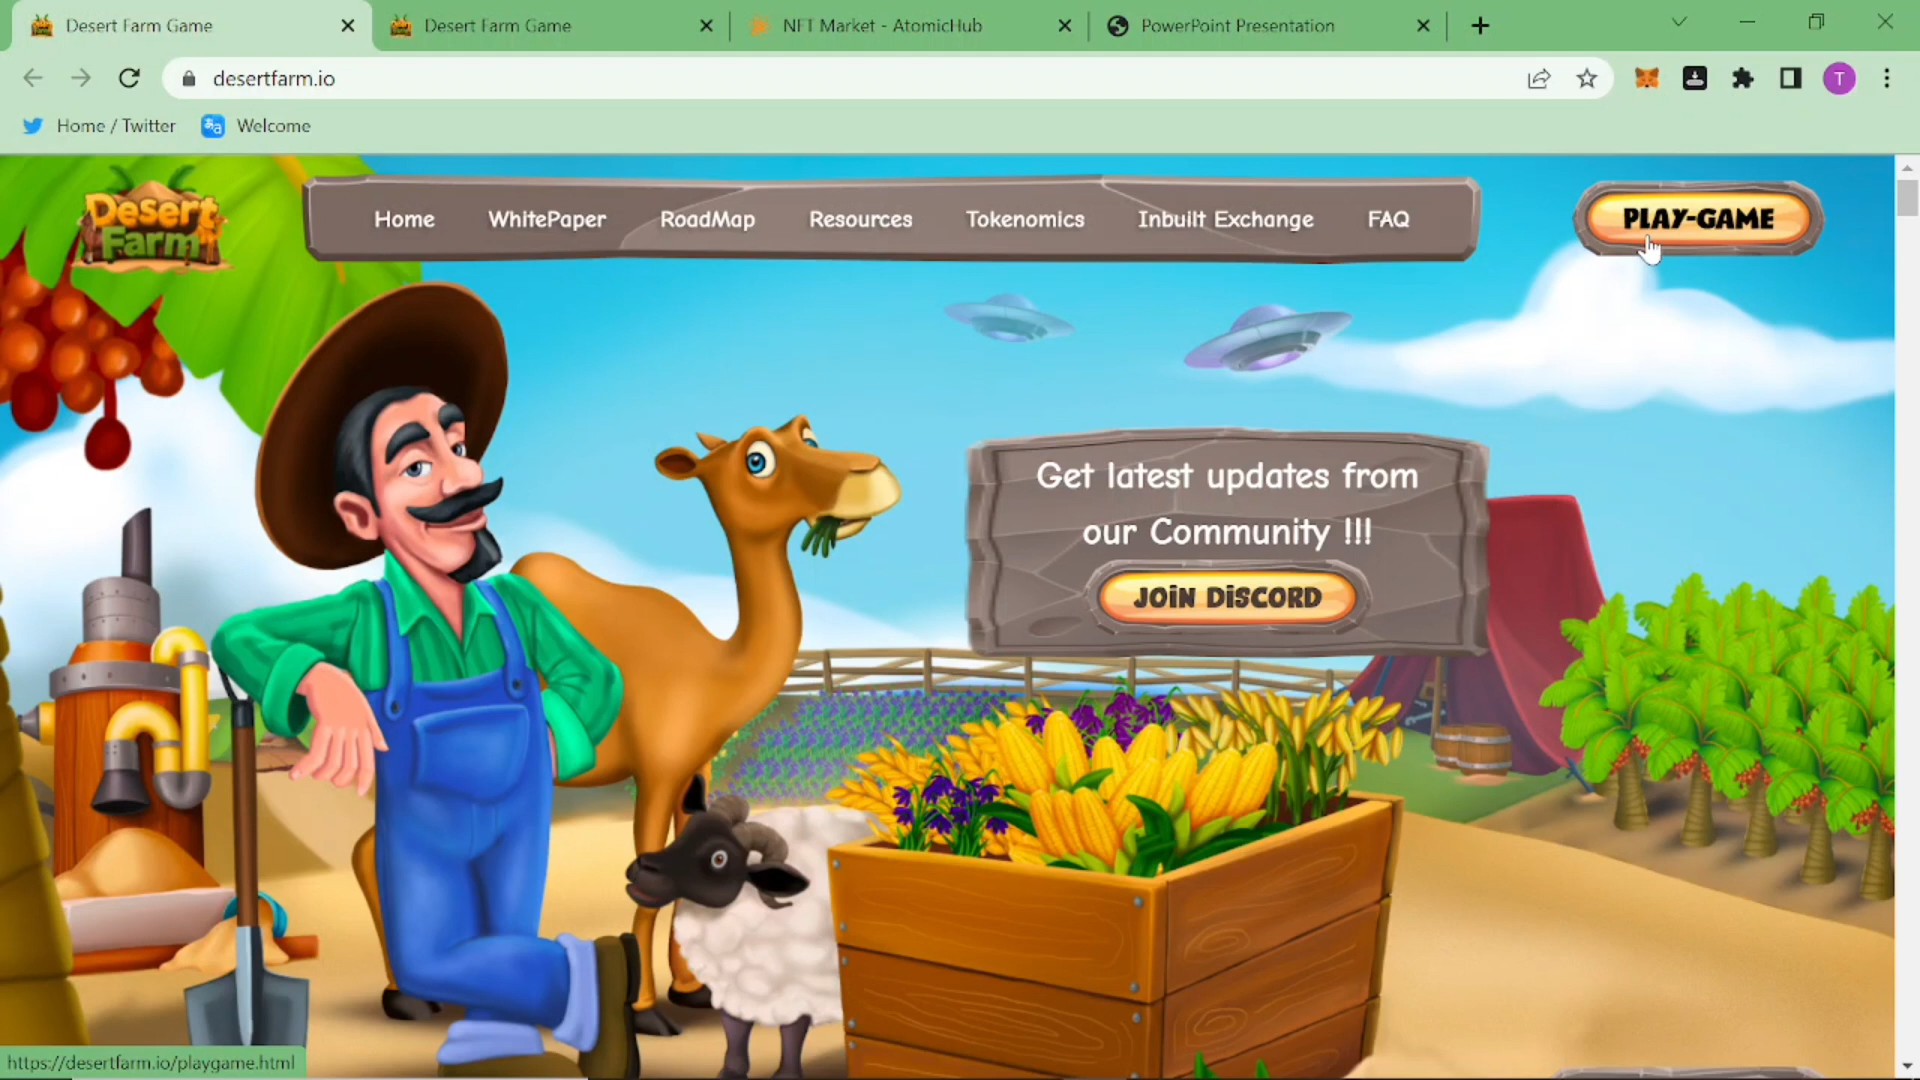 Desert Farm Game
Desert Farm Game
NFT Market - AtomicHub
PowerPoint Presentation
desertfarm.io
T
Home / Twitter
Welcome
Desert
Farm
Home
WhitePaper
RoadMap
Resources
Tokenomics
Inbuilt Exchange
FAQ
PLAY-GAME
Get latest updates from
our Community !!!
JOIN DISCORD
https://desertfarm.io/playgame.html